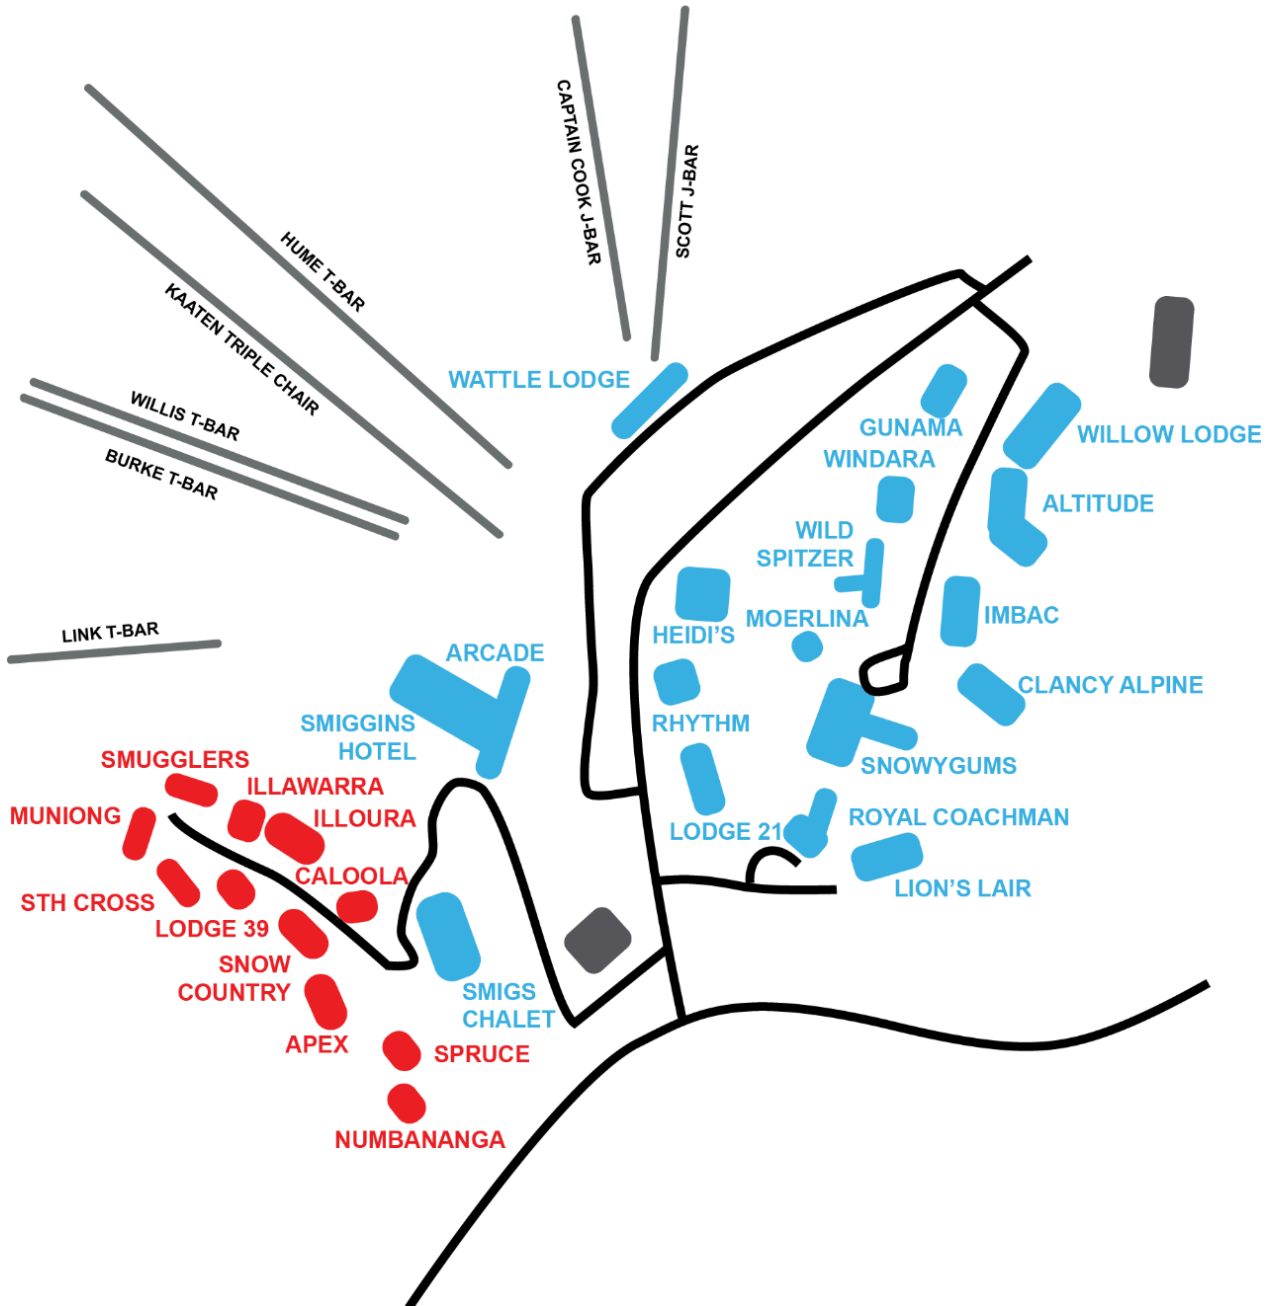 CAPTAIN COOK J-BAR
SCOTT J-BAR
HUME T-BAR
KAATEN TRIPLE CHAIR
WILLIS T-BAR
BURKE T-BAR
LINK T-BAR
WATTLE LODGE
GUNAMA
WINDARA
WILLOW LODGE
ALTITUDE
WILD
SPITZER
MOERLINA
IMBAC
HEIDI'S
ARCADE
CLANCY ALPINE
RHYTHM
SMIGGINS
HOTEL
SNOWYGUMS
SMUGGLERS
ILLAWARRA
MUNIONG
ILLOURA
LODGE 21
ROYAL COACHMAN
CALOOLA
LION'S LAIR
STH CROSS
LODGE 39
SNOW
COUNTRY
SMIGS
CHALET
APEX
SPRUCE
NUMBANANGA